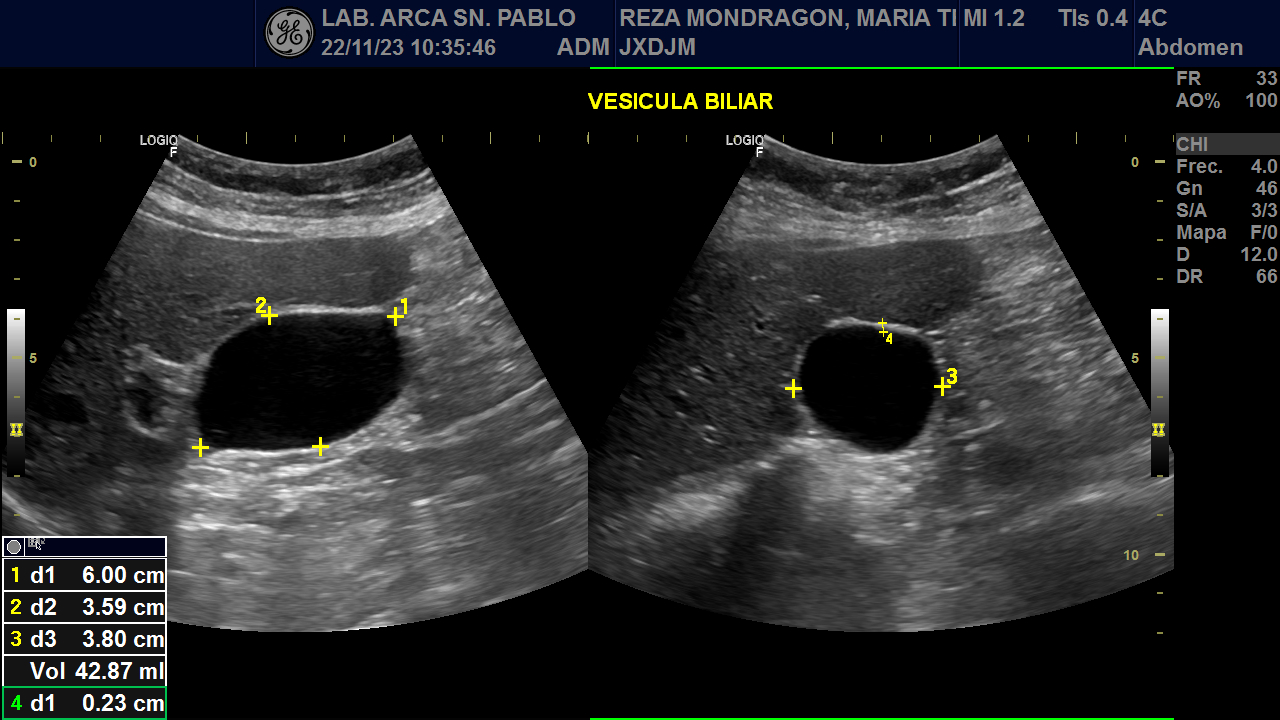 LAB. ARCA SN. PABLO
22/11/23 10:35:46 ADM
REZA MONDRAGON, MARIA TI
JXDJM
MI 1.2 TIs 0.4
4C
Abdomen
VESICULA BILIAR
FR 33
AO% 100
CHI
Frec. 4.0
Gn 46
S/A 3/3
Mapa F/0
D 12.0
DR 66
LOGIQ
F
LOGIQ
F
0
5
0
5
10
2
1
3
4
1 d1 6.00 cm
2 d2 3.59 cm
3 d3 3.80 cm
Vol 42.87 ml
4 d1 0.23 cm